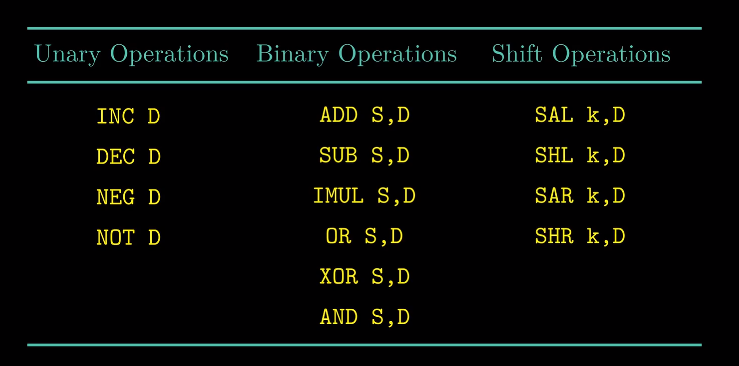 Unary Operations Binary Operations Shift Operations
INC D ADD S,D SAL k,D
DEC D SUB S,D SHL k,D
NEG D IMUL S,D SAR k,D
NOT D OR S,D SHR k,D
XOR S,D
AND S,D